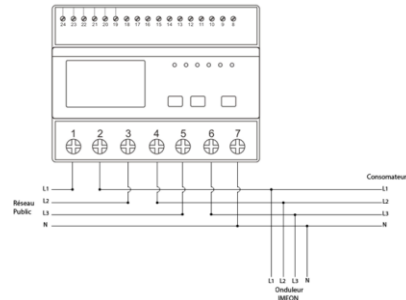 24 23 22 21 20 19 18 17 16 15 14 13 12 11 10 9 8
1 2 3 4 5 6 7
Consomateur
L1 L1
Réseau
Public
L2 L2
L3 L3
N N
L1 L2 L3 N
Onduleur
IMEON